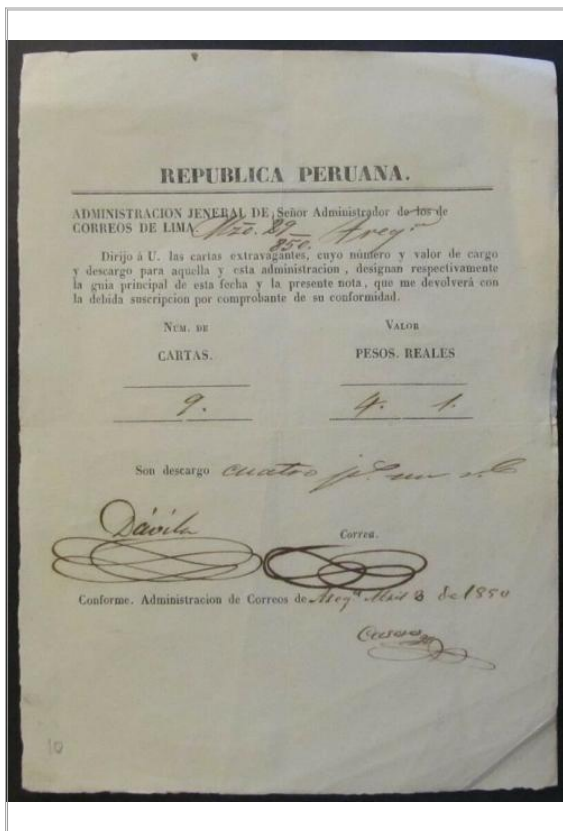 REPUBLICA PERUANA.
ADMINISTRACION JENERAL DE Señor Administrador de los de
CORREOS DE LIMA Mzo. 29 Areqa
850.
Dirijo á U. las cartas extravagantes, cuyo número y valor de cargo
y descargo para aquella y esta administracion, designan respectivamente
la guia principal de esta fecha y la presente nota, que me devolverá con
la debida suscripcion por comprobante de su conformidad.
NUM. DE VALOR
CARTAS. PESOS. REALES
9. 4. 1.
Son descargo cuatro ps. un rl
Dávila Correa.
Conforme. Administracion de Correos de Areqa 8 de 1850
10